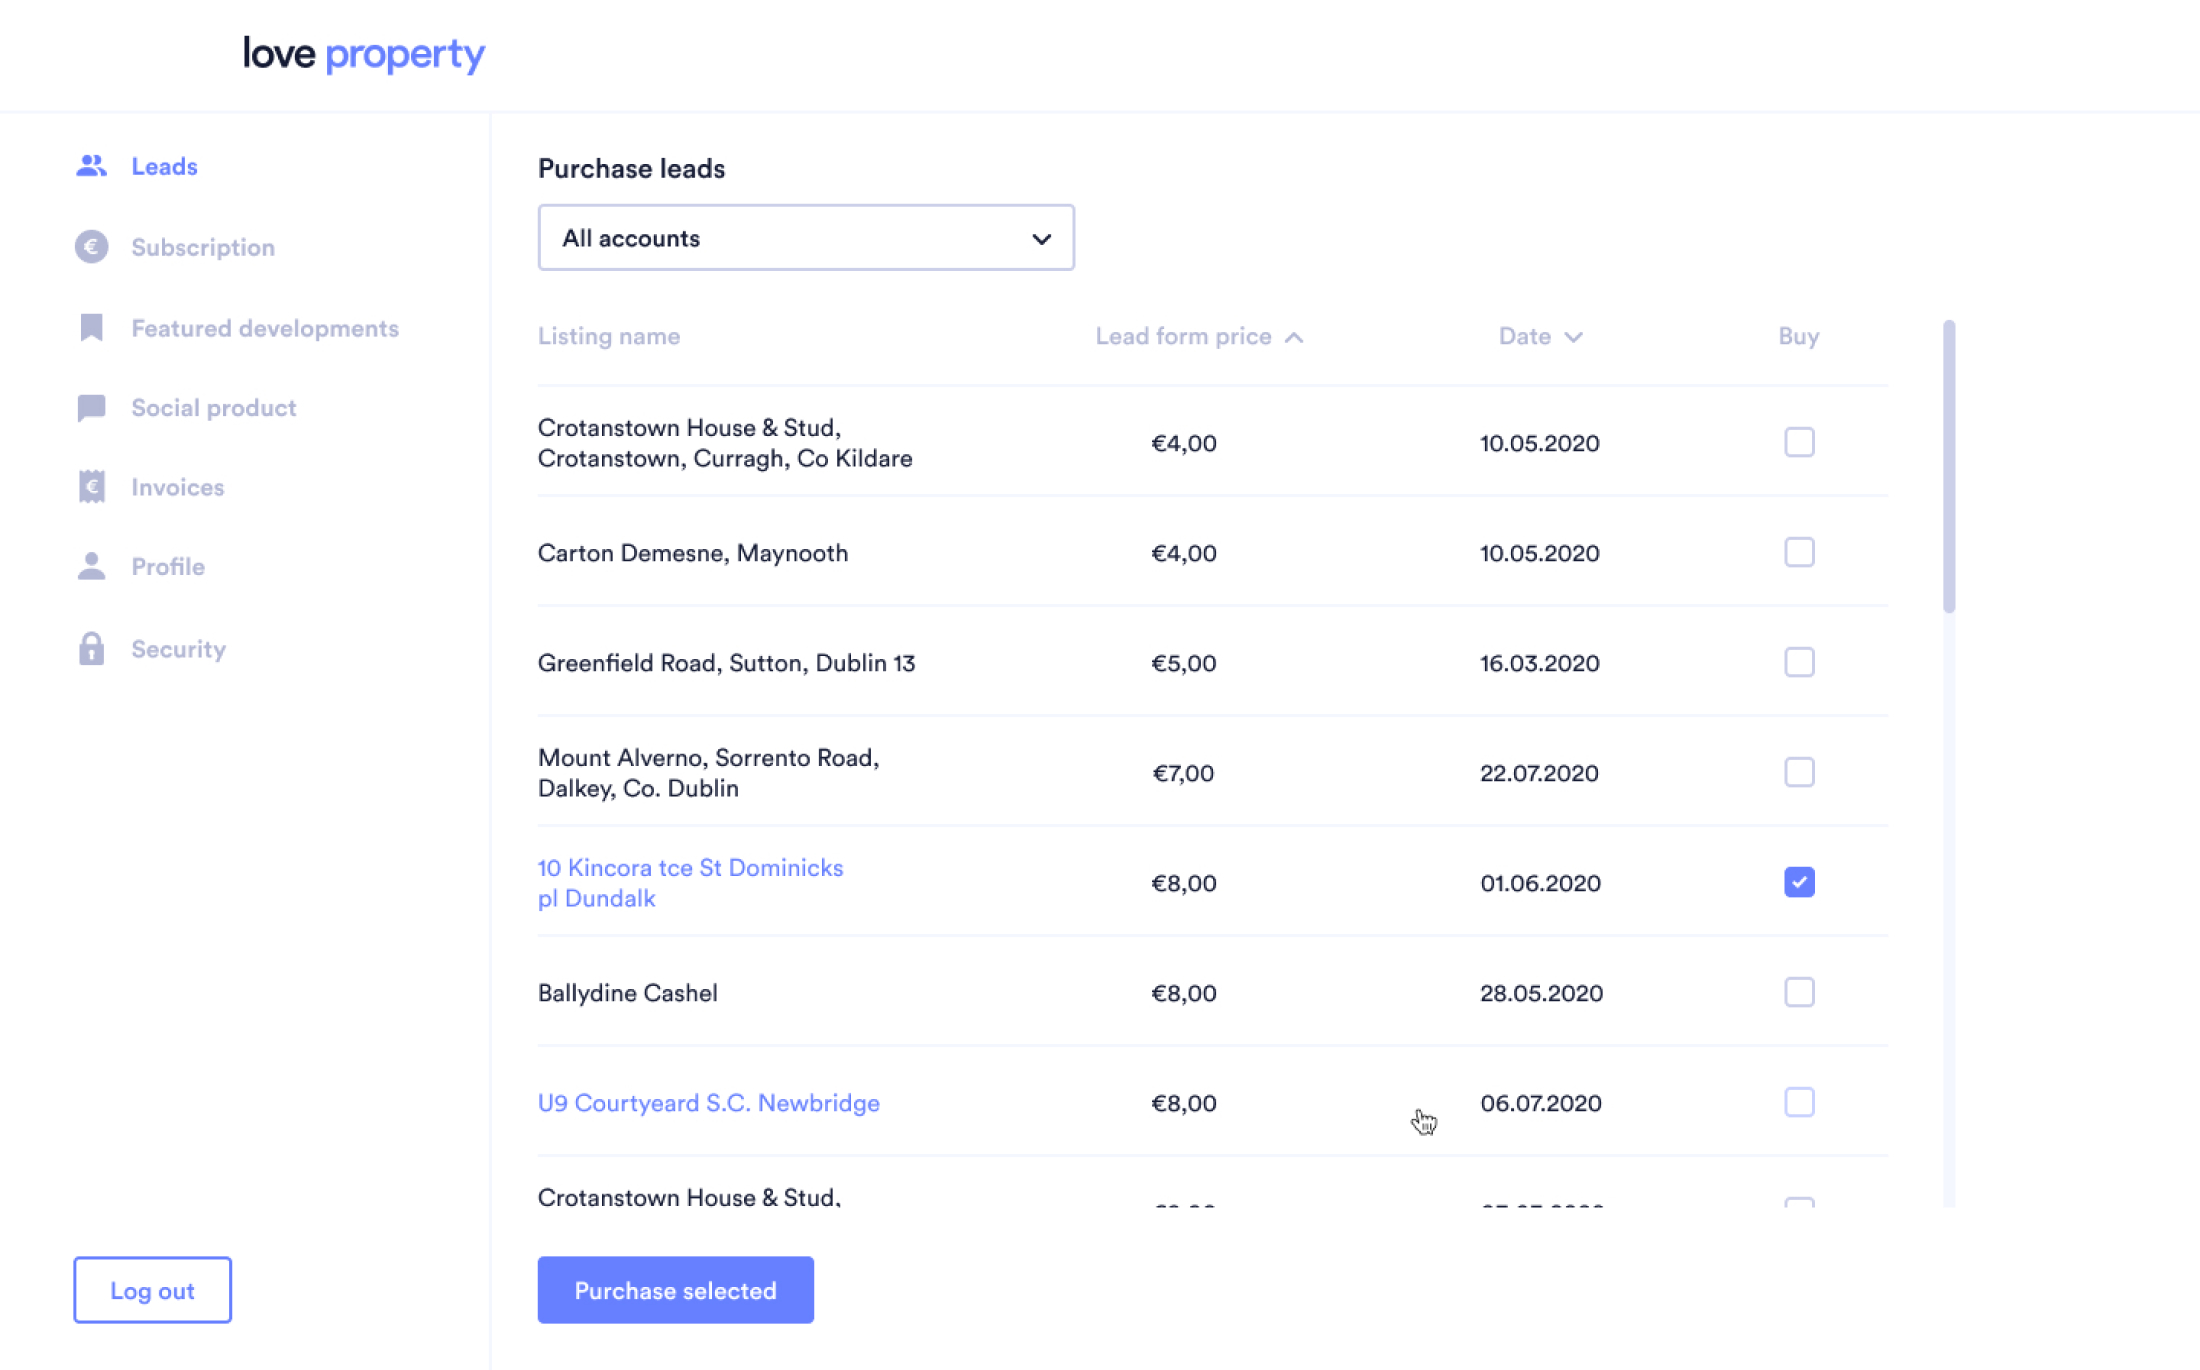 love property
Leads
Subscription
Featured developments
Social product
Invoices
Profile
Security
Log out
Purchase leads
All accounts
Listing name Lead form price Date Buy
Crotanstown House & Stud,
Crotanstown, Curragh, Co Kildare
€4,00 10.05.2020
Carton Demesne, Maynooth €4,00 10.05.2020
Greenfield Road, Sutton, Dublin 13 €5,00 16.03.2020
Mount Alverno, Sorrento Road,
Dalkey, Co. Dublin
€7,00 22.07.2020
10 Kincora tce St Dominicks
pl Dundalk
€8,00 01.06.2020
Ballydine Cashel €8,00 28.05.2020
U9 Courtyeard S.C. Newbridge €8,00 06.07.2020
Crotanstown House & Stud,
Purchase selected